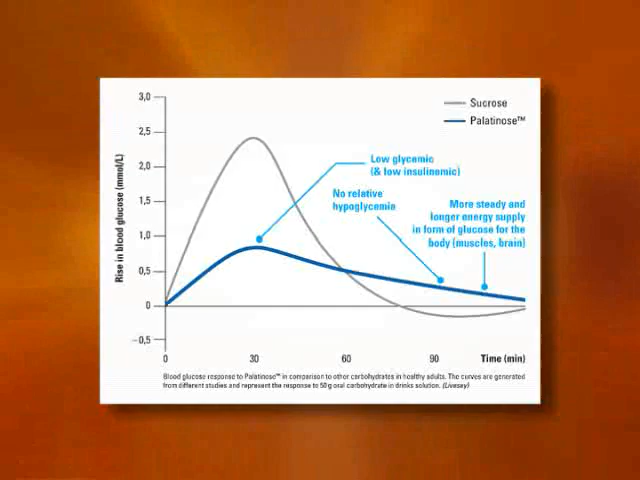 Rise in blood glucose (mmol/L)
3,0
2,5
2,0
1,5
1,0
0,5
0
−0,5
Sucrose
Palatinose™
Low glycemic
(& low insulinemic)
No relative
hypoglycemia
More steady and
longer energy supply
in form of glucose for the
body (muscles, brain)
0 30 60 90 Time (min)
Blood glucose response to Palatinose™ in comparison to other carbohydrates in healthy adults. The curves are generated
from different studies and represent the response to 50 g oral carbohydrate in drinks solution. (Livesey)